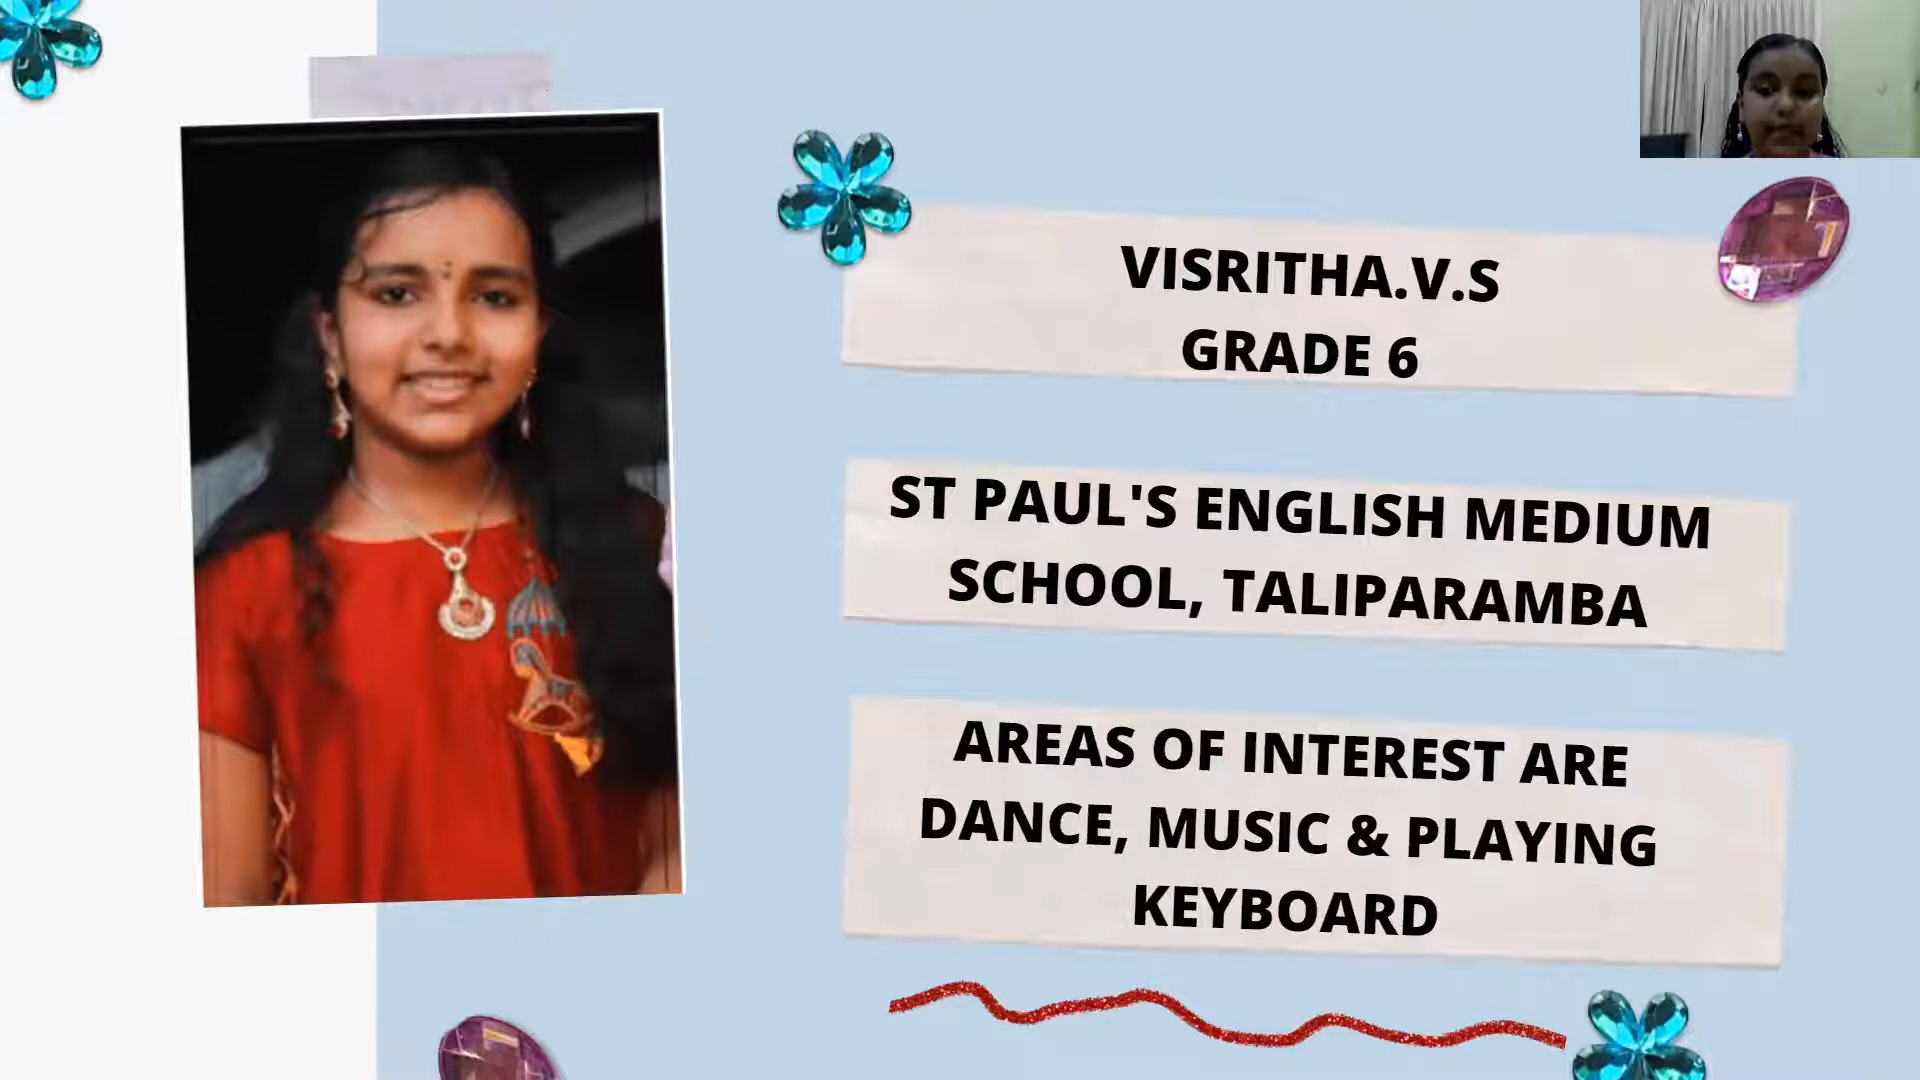 VISRITHA.V.S
GRADE 6
ST PAUL'S ENGLISH MEDIUM
SCHOOL, TALIPARAMBA
AREAS OF INTEREST ARE
DANCE, MUSIC & PLAYING
KEYBOARD